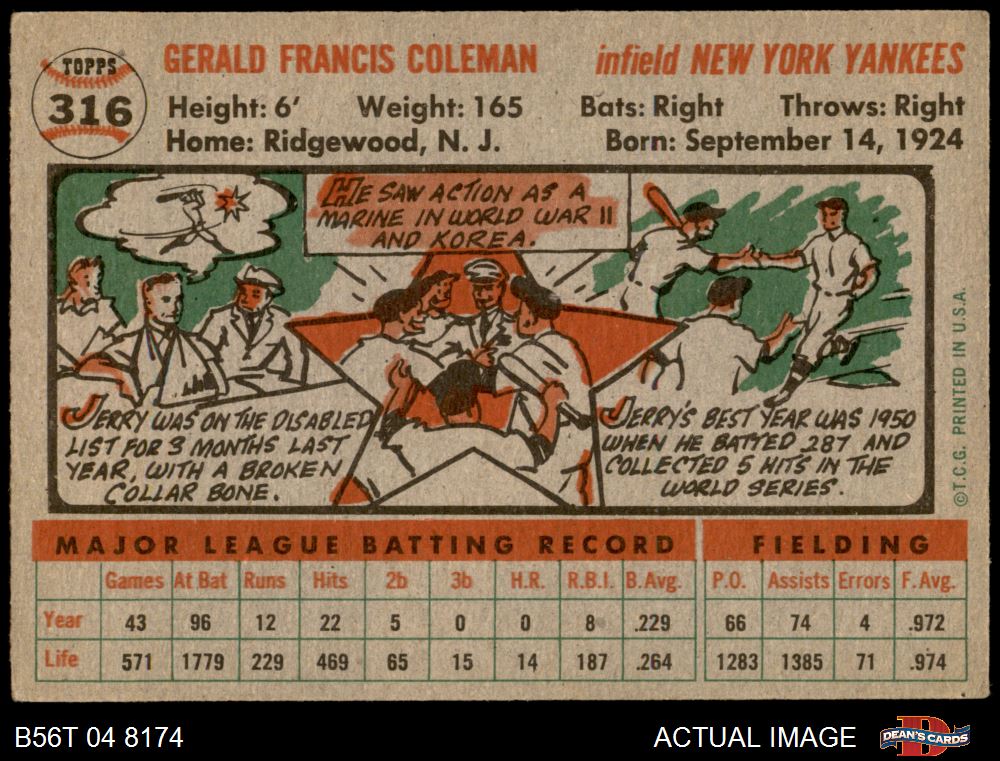 TOPPS
316
GERALD FRANCIS COLEMAN
infield NEW YORK YANKEES
Height: 6' Weight: 165 Bats: Right Throws: Right
Home: Ridgewood, N. J. Born: September 14, 1924
HE SAW ACTION AS A
MARINE IN WORLD WAR II
AND KOREA.
JERRY WAS ON THE DISABLED
LIST FOR 3 MONTHS LAST
YEAR, WITH A BROKEN
COLLAR BONE.
JERRY'S BEST YEAR WAS 1950
WHEN HE BATTED .287 AND
COLLECTED 5 HITS IN THE
WORLD SERIES.
©T.C.G. PRINTED IN U.S.A.
MAJOR LEAGUE BATTING RECORD FIELDING
Games At Bat Runs Hits 2b 3b H.R. R.B.I. B.Avg. P.O. Assists Errors F.Avg.
Year 43 96 12 22 5 0 0 8 .229 66 74 4 .972
Life 571 1779 229 469 65 15 14 187 .264 1283 1385 71 .974
B56T 04 8174
ACTUAL IMAGE
D
DEAN'S CARDS